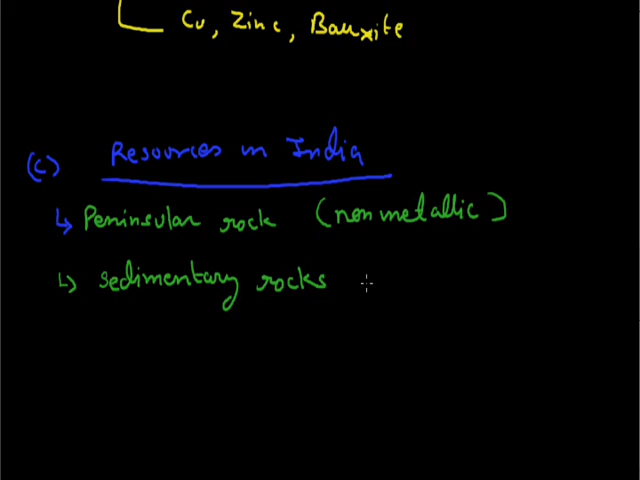 Cu, Zinc, Bauxite
(c) Resources in India
↳ Peninsular rock (nonmetallic)
↳ sedimentary rocks